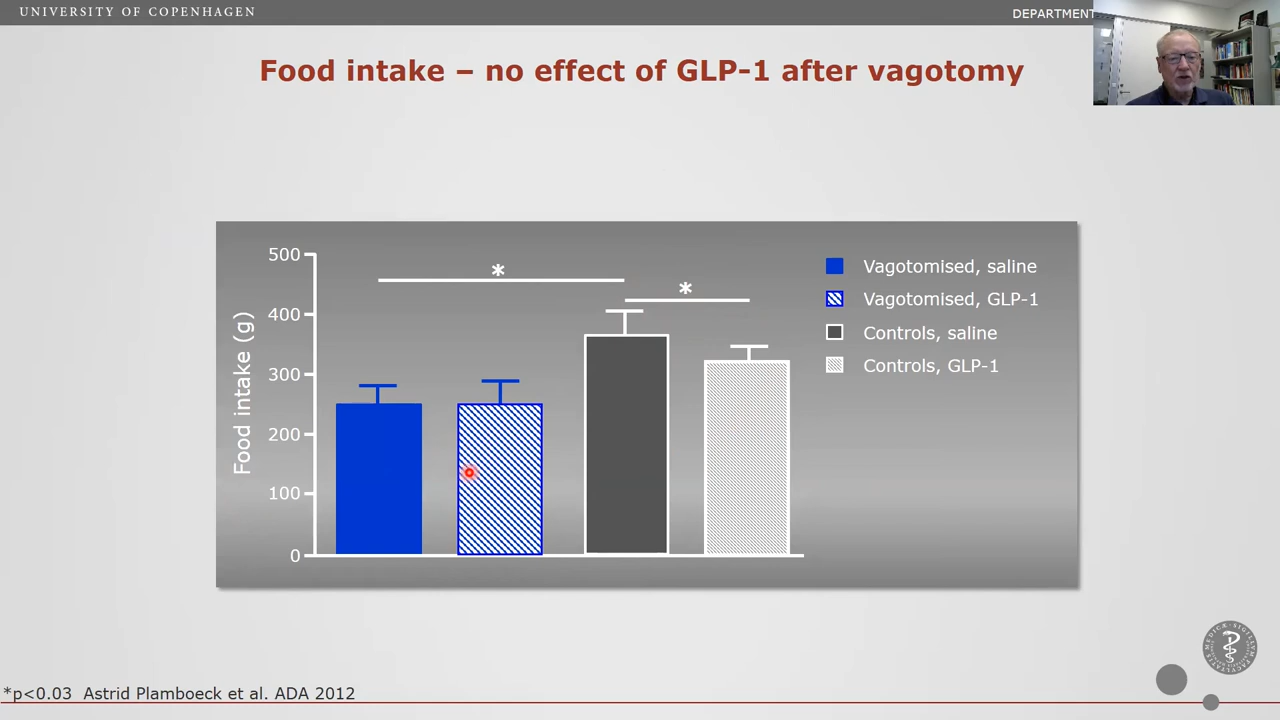 UNIVERSITY OF COPENHAGEN
DEPARTMENT
Food intake – no effect of GLP-1 after vagotomy
500
400
300
200
100
0
Food intake (g)
*
*
Vagotomised, saline
Vagotomised, GLP-1
Controls, saline
Controls, GLP-1
*p<0.03 Astrid Plamboeck et al. ADA 2012